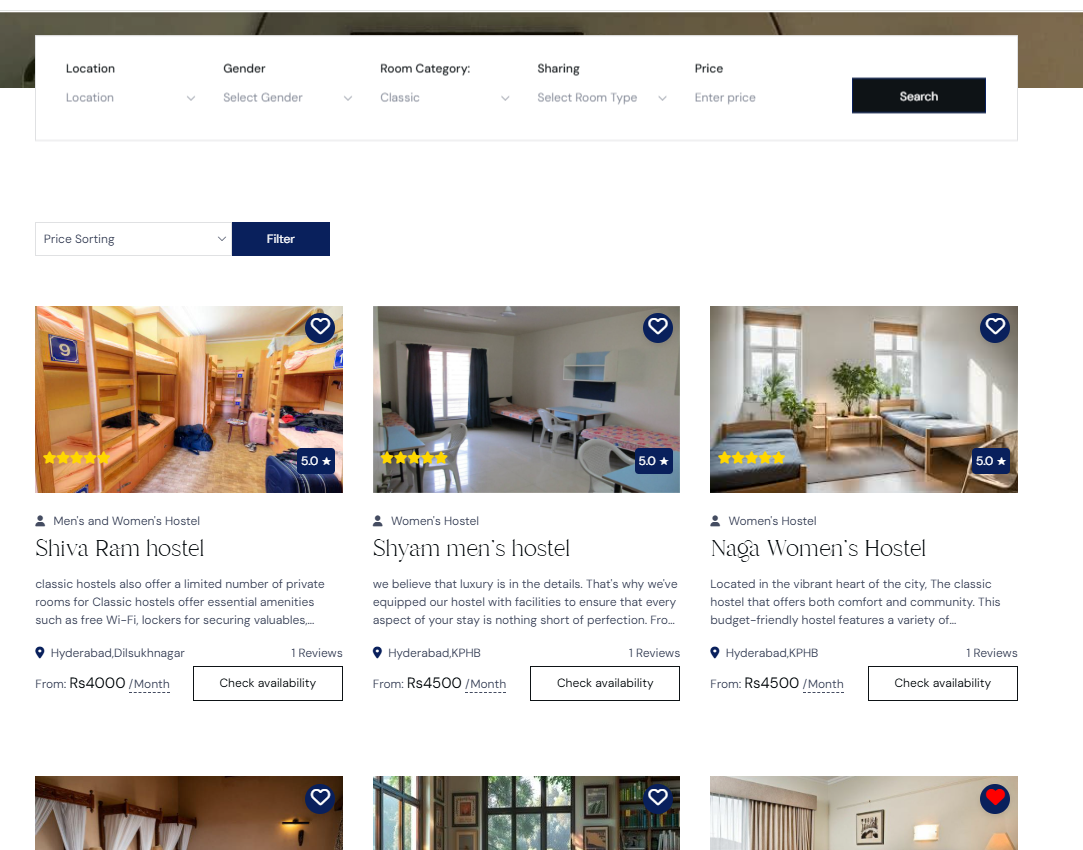 Location Gender Room Category: Sharing Price
Location Select Gender Classic Select Room Type Enter price Search
Price Sorting Filter
9
5.0 5.0 5.0
Men's and Women's Hostel
Shiva Ram hostel
classic hostels also offer a limited number of private
rooms for Classic hostels offer essential amenities
such as free Wi-Fi, lockers for securing valuables,...
Hyderabad,Dilsukhnagar 1 Reviews
From: Rs4000 /Month Check availability
Women's Hostel
Shyam men's hostel
we believe that luxury is in the details. That's why we've
equipped our hostel with facilities to ensure that every
aspect of your stay is nothing short of perfection. Fro...
Hyderabad,KPHB 1 Reviews
From: Rs4500 /Month Check availability
Women's Hostel
Naga Women's Hostel
Located in the vibrant heart of the city, The classic
hostel that offers both comfort and community. This
budget-friendly hostel features a variety of...
Hyderabad,KPHB 1 Reviews
From: Rs4500 /Month Check availability